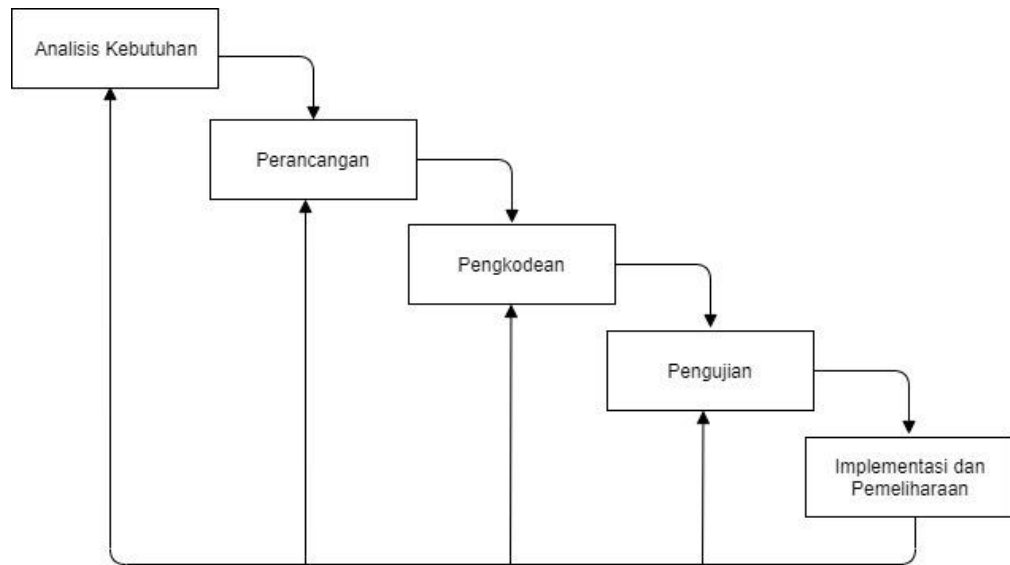 Analisis Kebutuhan
Perancangan
Pengkodean
Pengujian
Implementasi dan
Pemeliharaan